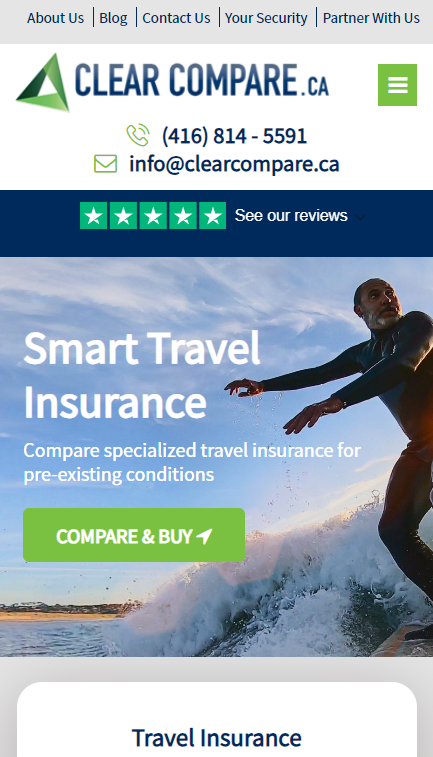 About Us | Blog | Contact Us | Your Security | Partner With Us
CLEAR COMPARE.CA
(416) 814 - 5591
info@clearcompare.ca
See our reviews
Smart Travel
Insurance
Compare specialized travel insurance for
pre-existing conditions
COMPARE & BUY
Travel Insurance